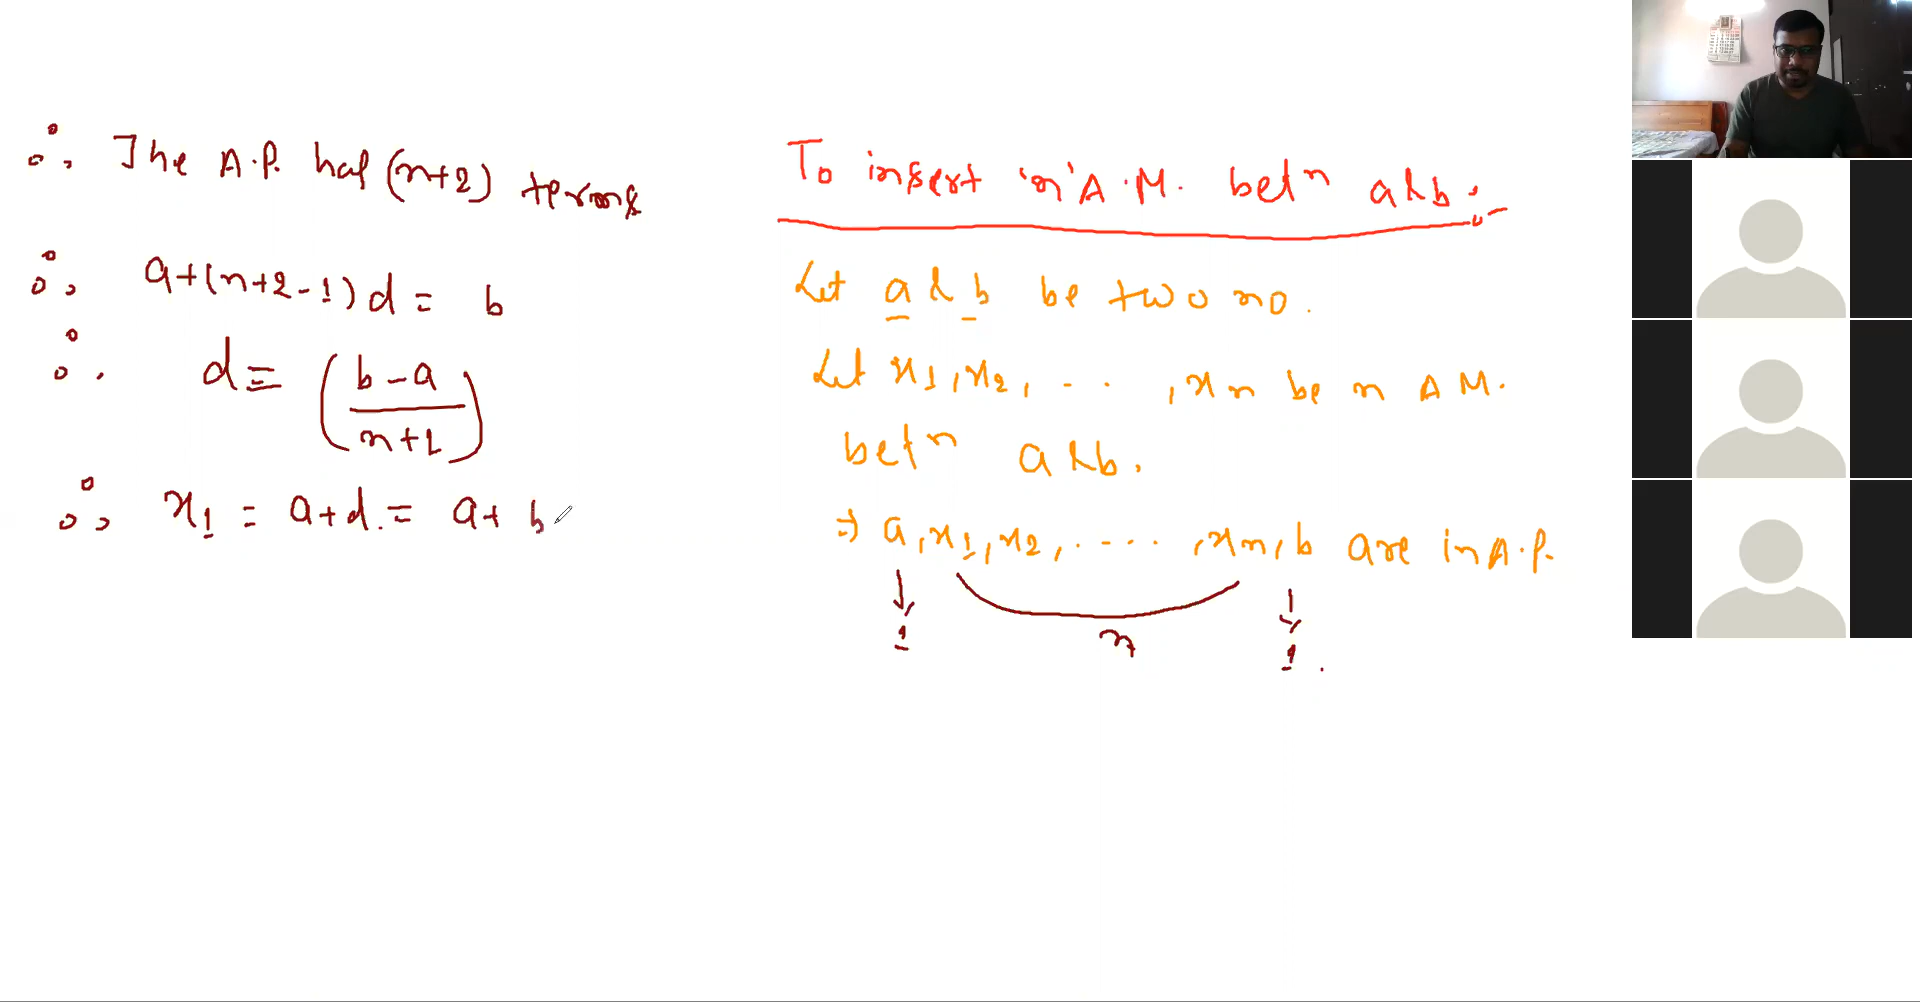 ∴ The A.P. has (n+2) terms
∴ a+(n+2-1)d = b
∴ d = (b-a / n+1)
∴ x1 = a+d. = a+ b
To insert 'n' A.M. betn a & b :-
Let a & b be two no.
Let x1, x2, - - - , xn be n A M.
betn a & b.
⇒ a, x1, x2, . - - - . , xn, b are in A.P.
↓ ↓
1 n 1 .